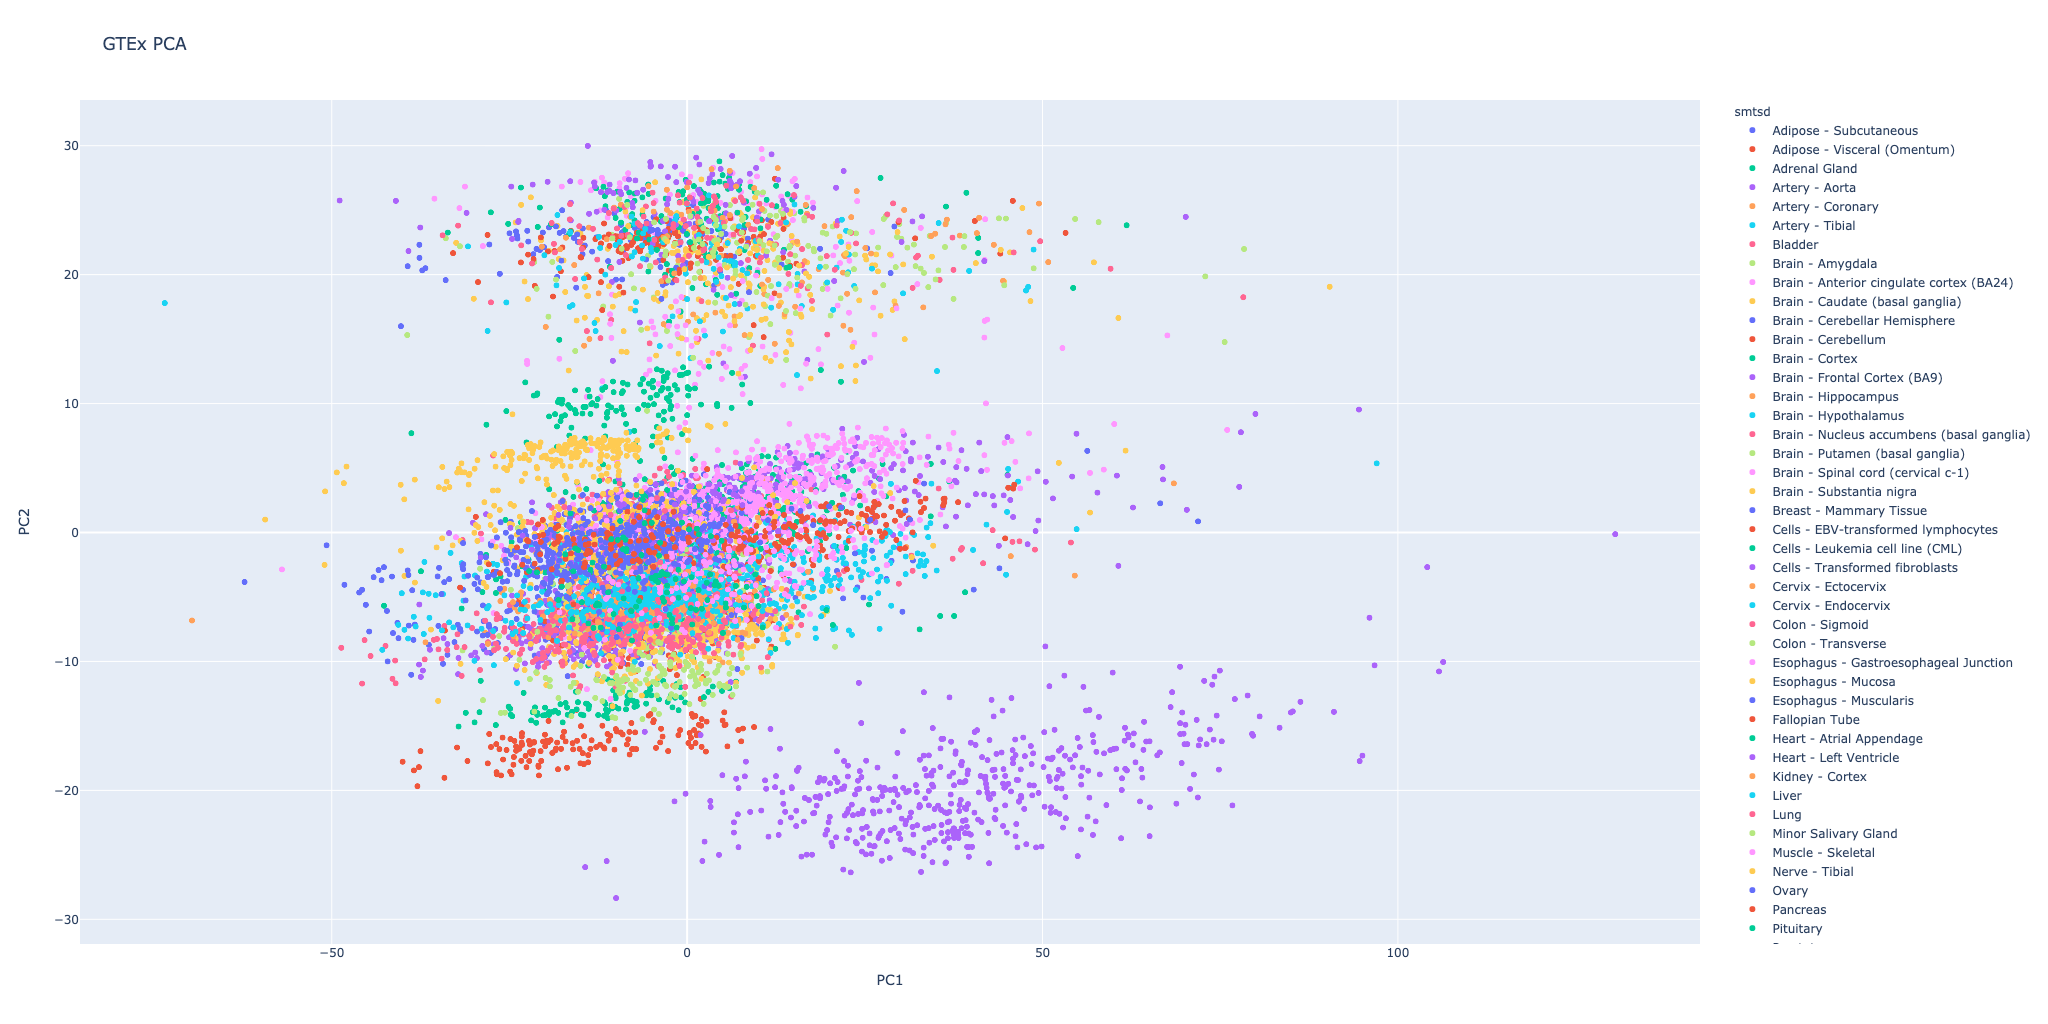 GTEx PCA
30
20
10
0
−10
−20
−30
PC2
−50
0
50
100
PC1
smtsd
Adipose - Subcutaneous
Adipose - Visceral (Omentum)
Adrenal Gland
Artery - Aorta
Artery - Coronary
Artery - Tibial
Bladder
Brain - Amygdala
Brain - Anterior cingulate cortex (BA24)
Brain - Caudate (basal ganglia)
Brain - Cerebellar Hemisphere
Brain - Cerebellum
Brain - Cortex
Brain - Frontal Cortex (BA9)
Brain - Hippocampus
Brain - Hypothalamus
Brain - Nucleus accumbens (basal ganglia)
Brain - Putamen (basal ganglia)
Brain - Spinal cord (cervical c-1)
Brain - Substantia nigra
Breast - Mammary Tissue
Cells - EBV-transformed lymphocytes
Cells - Leukemia cell line (CML)
Cells - Transformed fibroblasts
Cervix - Ectocervix
Cervix - Endocervix
Colon - Sigmoid
Colon - Transverse
Esophagus - Gastroesophageal Junction
Esophagus - Mucosa
Esophagus - Muscularis
Fallopian Tube
Heart - Atrial Appendage
Heart - Left Ventricle
Kidney - Cortex
Liver
Lung
Minor Salivary Gland
Muscle - Skeletal
Nerve - Tibial
Ovary
Pancreas
Pituitary